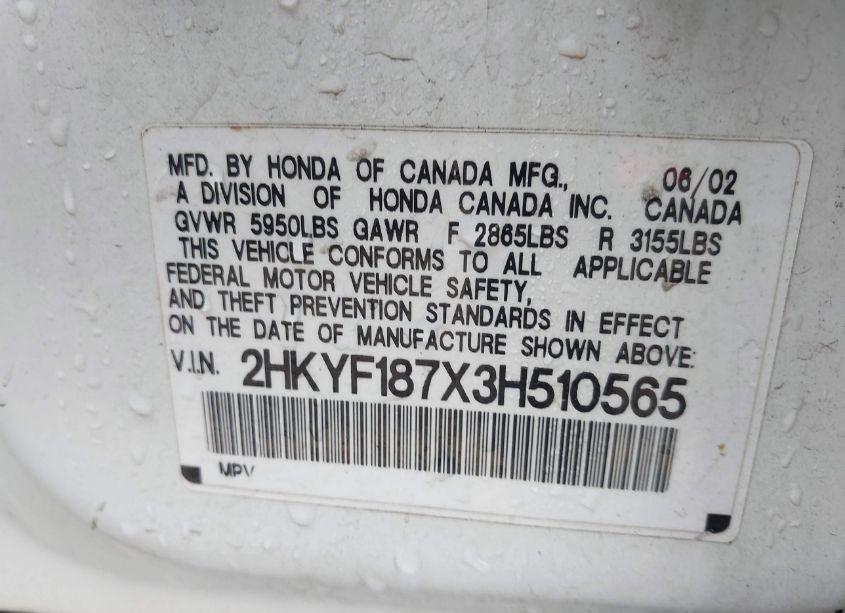 MFD. BY HONDA OF CANADA MFG., 06/02
A DIVISION OF HONDA CANADA INC. CANADA
GVWR 5950LBS GAWR F 2865LBS R 3155LBS
THIS VEHICLE CONFORMS TO ALL APPLICABLE
FEDERAL MOTOR VEHICLE SAFETY,
AND THEFT PREVENTION STANDARDS IN EFFECT
ON THE DATE OF MANUFACTURE SHOWN ABOVE:
V.I.N. 2HKYF187X3H510565
MPV